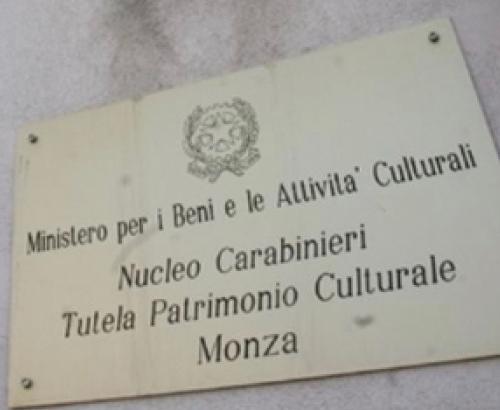 Ministero per i Beni e le Attivita' Culturali
Nucleo Carabinieri
Tutela Patrimonio Culturale
Monza